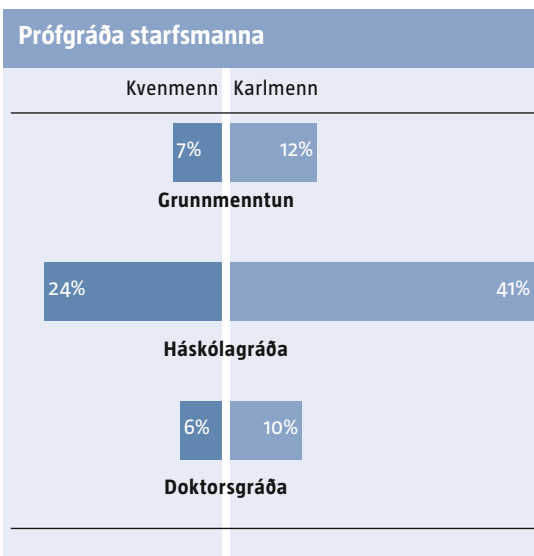 Prófgráða starfsmanna
Kvenmenn Karlmenn
7% 12%
Grunnmenntun
24% 41%
Háskólagráða
6% 10%
Doktorsgráða